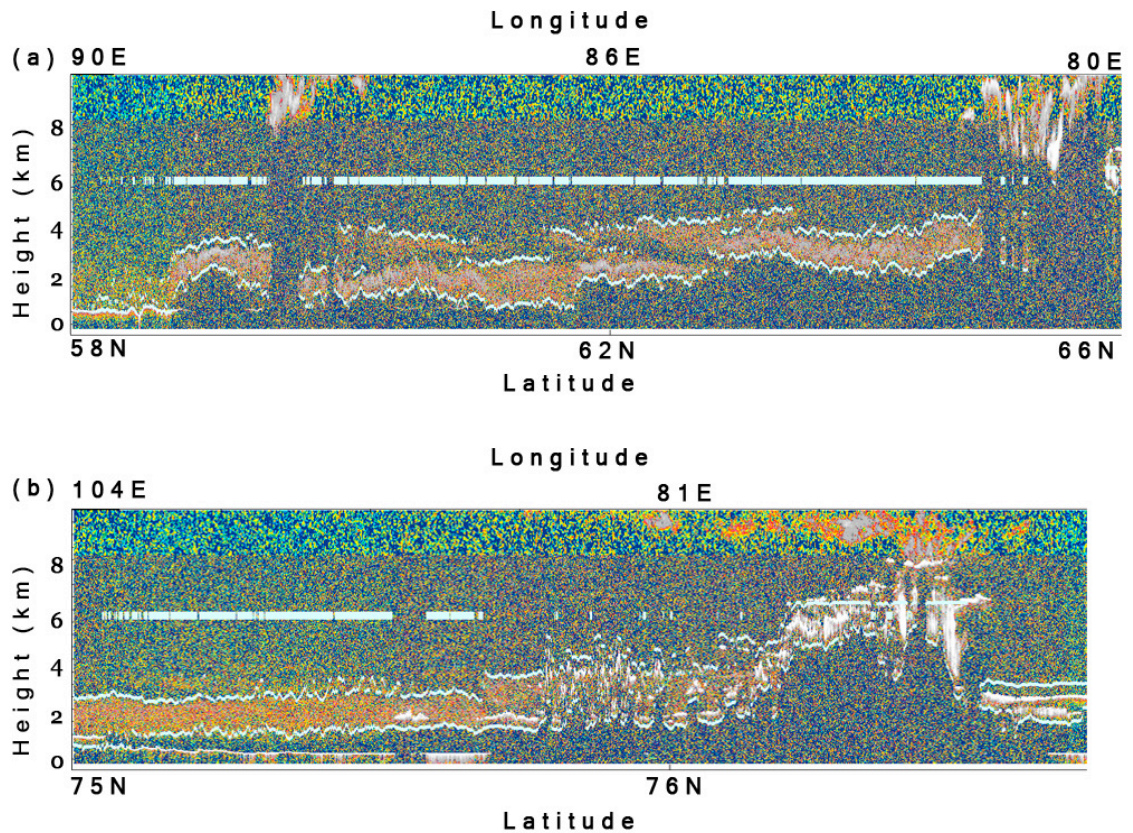 Longitude
(a) 90E 86E 80E
Height (km)
8
6
4
2
0
58N 62N 66N
Latitude
Longitude
(b) 104E 81E
Height (km)
8
6
4
2
0
75N 76N
Latitude